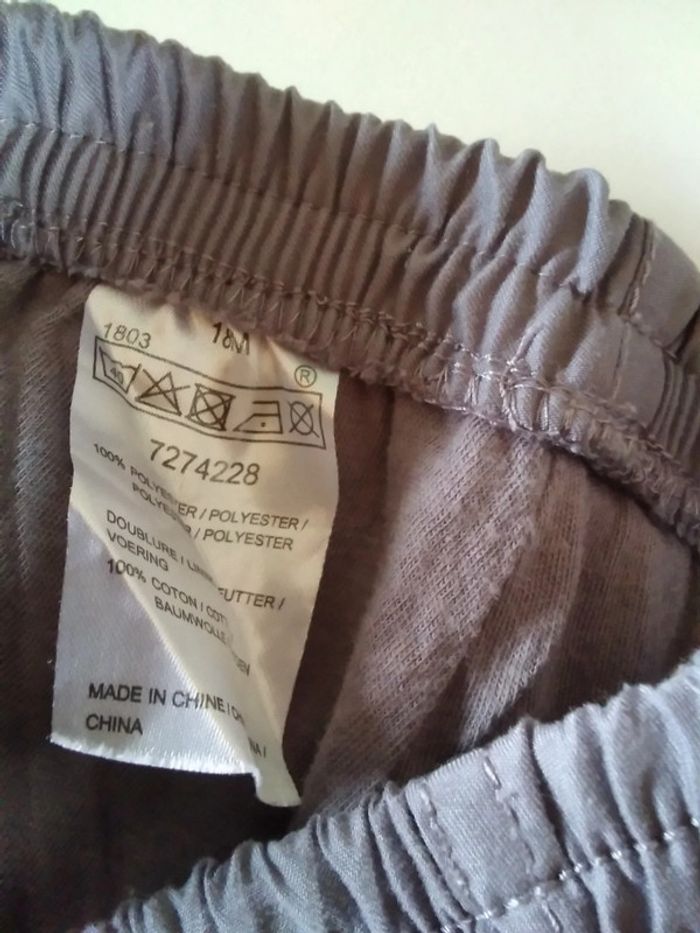 1803 18M
40 ®
7274228
100% POLYESTER / POLYESTER /
POLYESTER / POLYESTER
DOUBLURE / FUTTER /
VOERING
100% COTON /
BAUMWOLLE
MADE IN CHINE /
CHINA